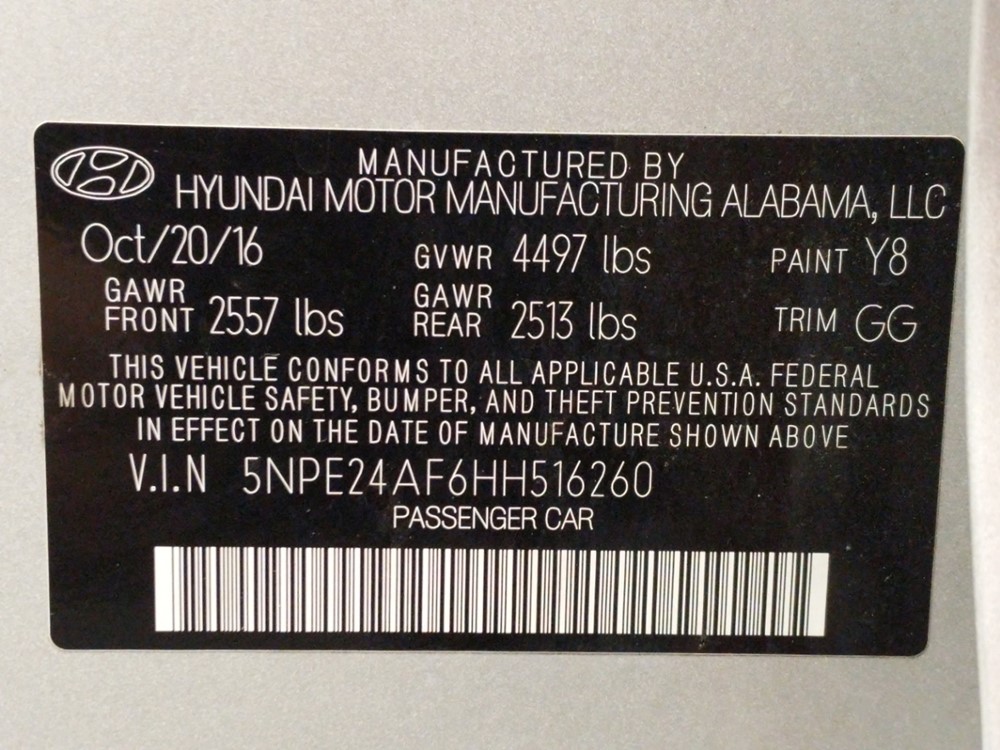 MANUFACTURED BY
HYUNDAI MOTOR MANUFACTURING ALABAMA, LLC
Oct/20/16 GVWR 4497 lbs PAINT Y8
GAWR FRONT 2557 lbs GAWR REAR 2513 lbs TRIM GG
THIS VEHICLE CONFORMS TO ALL APPLICABLE U.S.A. FEDERAL
MOTOR VEHICLE SAFETY, BUMPER, AND THEFT PREVENTION STANDARDS
IN EFFECT ON THE DATE OF MANUFACTURE SHOWN ABOVE
V.I.N 5NPE24AF6HH516260
PASSENGER CAR